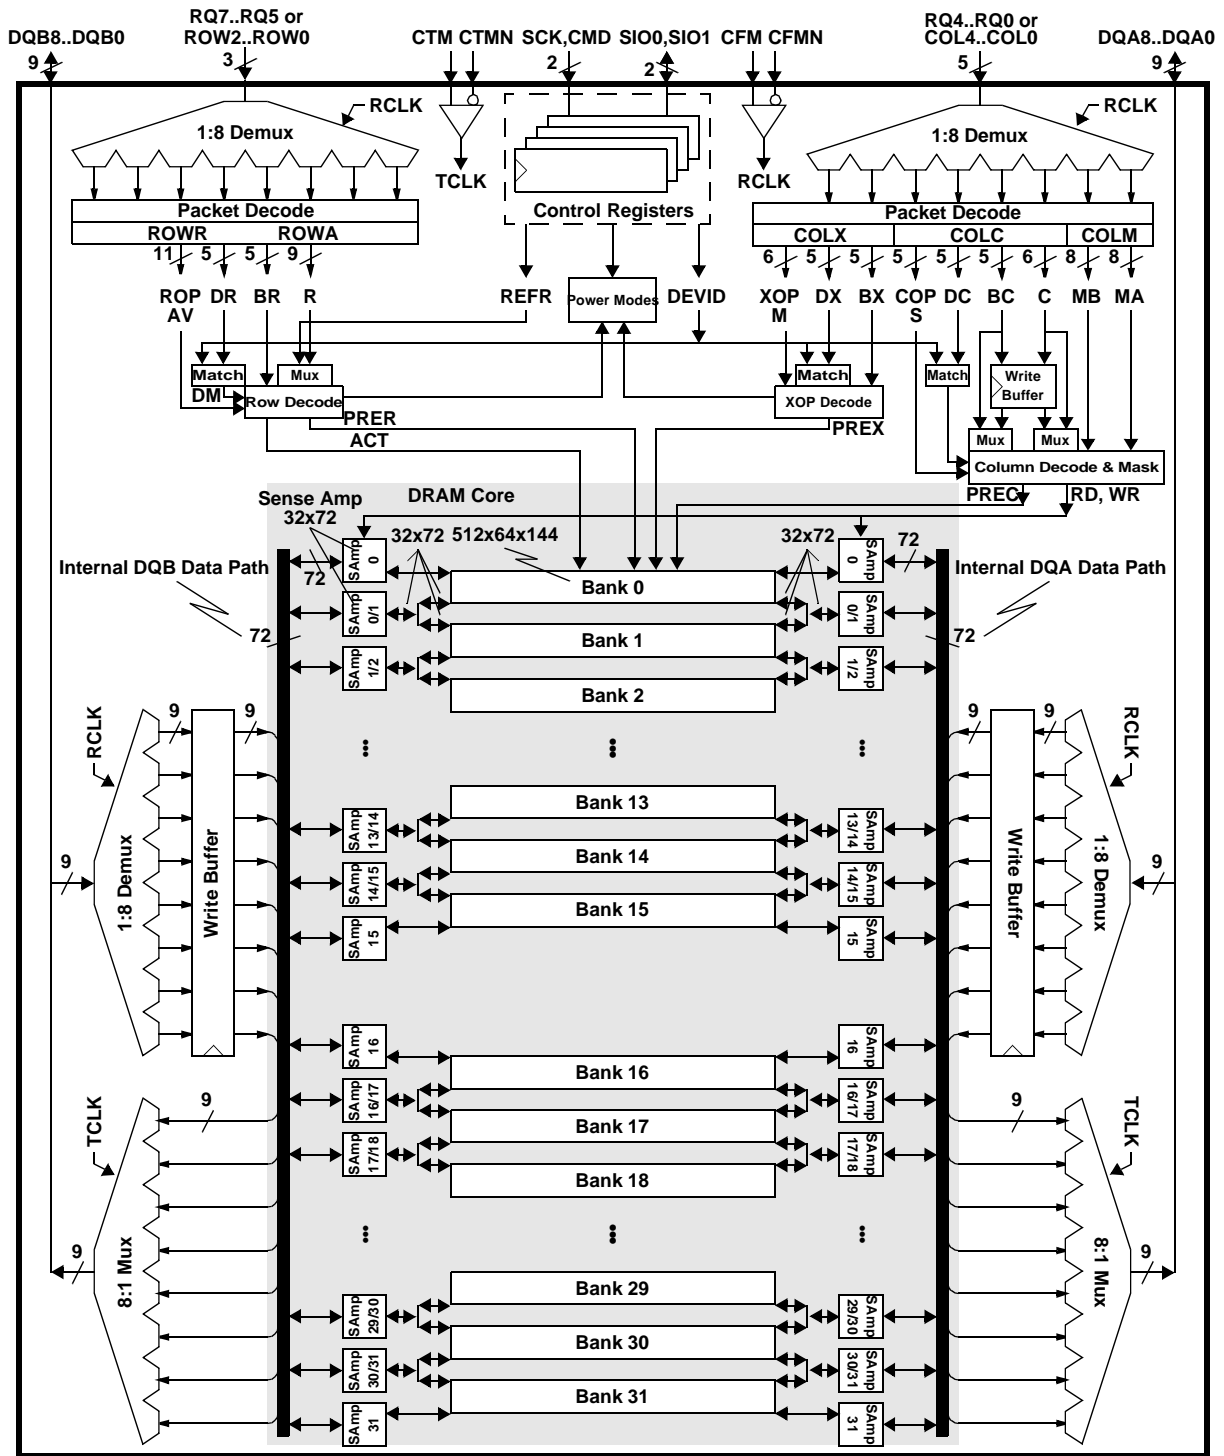 RQ7..RQ5 or
ROW2..ROW0
DQB8..DQB0
CTM CTMN
SCK,CMD
SIO0,SIO1
CFM CFMN
RQ4..RQ0 or
COL4..COL0
DQA8..DQA0
9
3
2
2
5
9
RCLK
1:8 Demux
TCLK
Control Registers
RCLK
RCLK
1:8 Demux
Packet Decode
ROWR
ROWA
Packet Decode
COLX
COLC
COLM
11
5
5
9
6
5
5
5
5
5
6
8
8
ROP
AV
DR
BR
R
REFR
Power Modes
DEVID
XOP
M
DX
BX
COP
S
DC
BC
C
MB
MA
Match
Mux
DM
Row Decode
Match
XOP Decode
Match
Write
Buffer
Mux
Mux
Column Decode & Mask
PRER
ACT
PREX
PREC
RD, WR
Sense Amp
32x72
DRAM Core
32x72
512x64x144
32x72
Internal DQB Data Path
72
72
72
Internal DQA Data Path
72
72
SAmp
0
Bank 0
SAmp
0
SAmp
0/1
SAmp
0/1
Bank 1
SAmp
1/2
SAmp
1/2
Bank 2
RCLK
9
9
9
9
RCLK
Bank 13
SAmp
13/14
SAmp
13/14
Bank 14
9
1:8 Demux
Write Buffer
SAmp
14/15
SAmp
14/15
Write Buffer
1:8 Demux
9
Bank 15
SAmp
15
SAmp
15
SAmp
16
SAmp
16
Bank 16
SAmp
16/17
SAmp
16/17
Bank 17
SAmp
17/18
SAmp
17/18
Bank 18
TCLK
9
9
TCLK
9
8:1 Mux
8:1 Mux
9
Bank 29
SAmp
29/30
SAmp
29/30
Bank 30
SAmp
30/31
SAmp
30/31
Bank 31
SAmp
31
SAmp
31